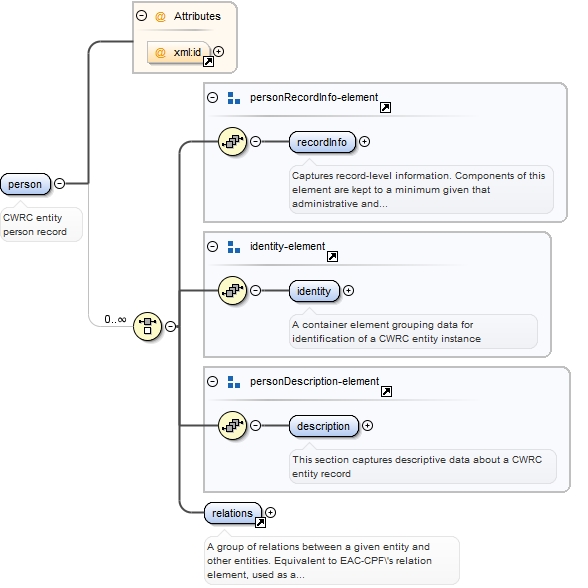 Attributes
@ xml:id
personRecordInfo-element
recordInfo
Captures record-level information. Components of this
element are kept to a minimum given that
administrative and...
person
CWRC entity
person record
identity-element
identity
A container element grouping data for
identification of a CWRC entity instance
0..∞
personDescription-element
description
This section captures descriptive data about a CWRC
entity record
relations
A group of relations between a given entity and
other entities. Equivalent to EAC-CPF\'s relation
element, used as a...